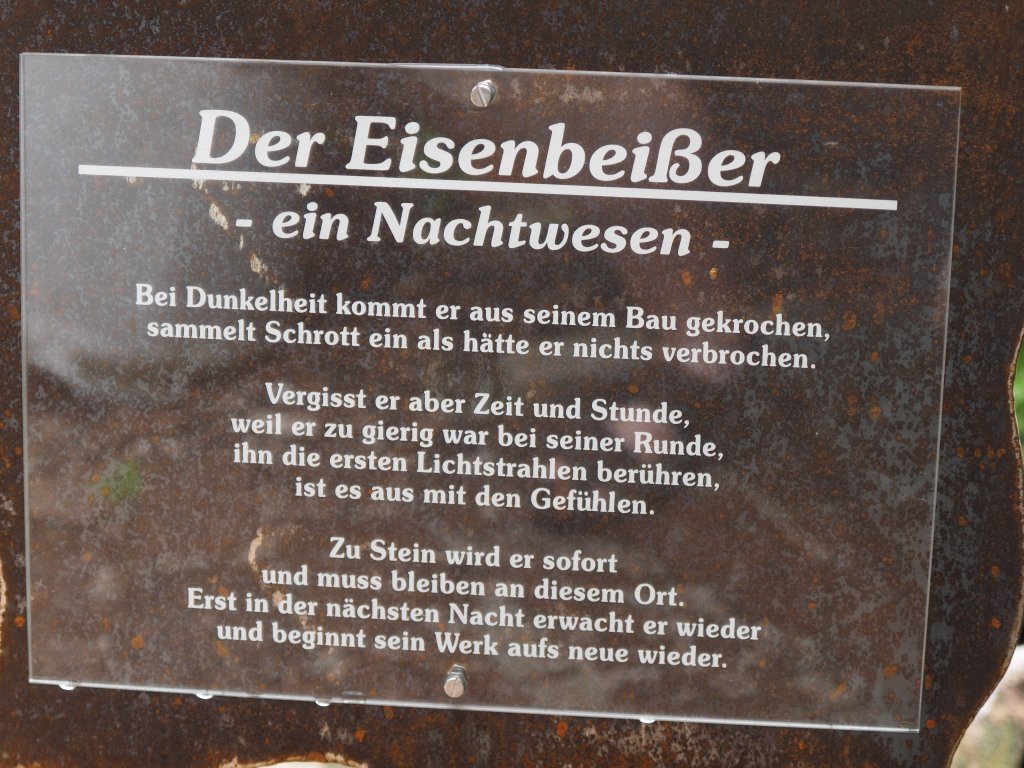 Der Eisenbeißer
- ein Nachtwesen -
Bei Dunkelheit kommt er aus seinem Bau gekrochen,
sammelt Schrott ein als hätte er nichts verbrochen.
Vergisst er aber Zeit und Stunde,
weil er zu gierig war bei seiner Runde,
ihn die ersten Lichtstrahlen berühren,
ist es aus mit den Gefühlen.
Zu Stein wird er sofort
und muss bleiben an diesem Ort.
Erst in der nächsten Nacht erwacht er wieder
und beginnt sein Werk aufs neue wieder.